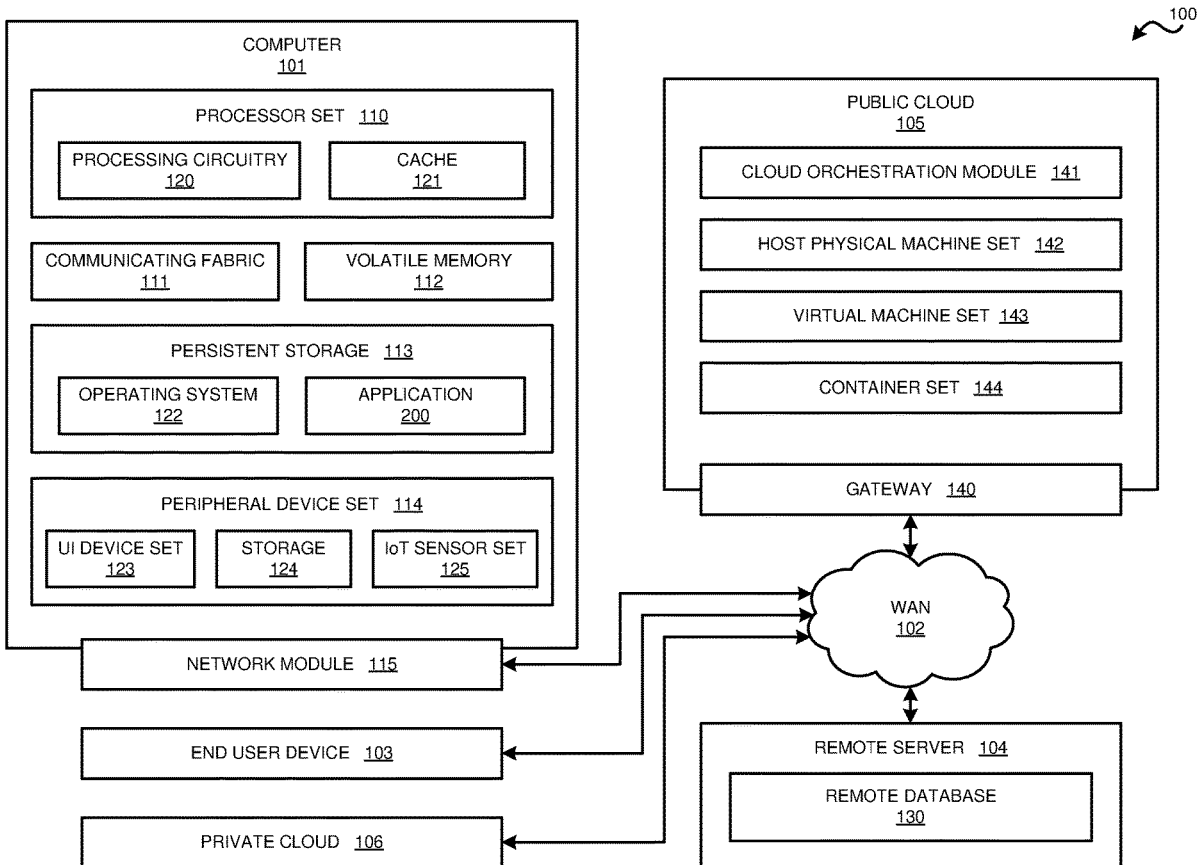 100
COMPUTER
101
PROCESSOR SET 110
PROCESSING CIRCUITRY
120
CACHE
121
COMMUNICATING FABRIC
111
VOLATILE MEMORY
112
PERSISTENT STORAGE 113
OPERATING SYSTEM
122
APPLICATION
200
PERIPHERAL DEVICE SET 114
UI DEVICE SET
123
STORAGE
124
IoT SENSOR SET
125
NETWORK MODULE 115
END USER DEVICE 103
PRIVATE CLOUD 106
PUBLIC CLOUD
105
CLOUD ORCHESTRATION MODULE 141
HOST PHYSICAL MACHINE SET 142
VIRTUAL MACHINE SET 143
CONTAINER SET 144
GATEWAY 140
WAN
102
REMOTE SERVER 104
REMOTE DATABASE
130